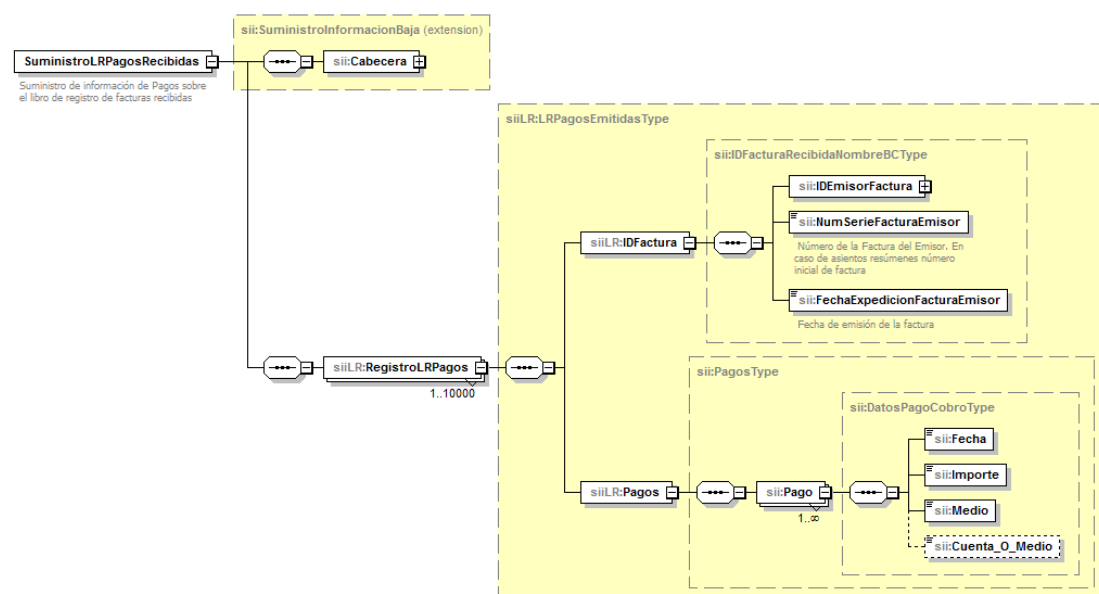 sii:SuministroInformacionBaja (extension)
SuministroLRPagosRecibidas
sii:Cabecera
Suministro de información de Pagos sobre
el libro de registro de facturas recibidas
siiLR:LRPagosEmitidasType
sii:IDFacturaRecibidaNombreBCType
sii:IDEmisorFactura
sii:NumSerieFacturaEmisor
siiLR:IDFactura
Número de la Factura del Emisor. En
caso de asientos resúmenes número
inicial de factura
sii:FechaExpedicionFacturaEmisor
Fecha de emisión de la factura
siiLR:RegistroLRPagos
1..10000
sii:PagosType
sii:DatosPagoCobroType
sii:Fecha
sii:Importe
siiLR:Pagos
sii:Pago
1..∞
sii:Medio
sii:Cuenta_O_Medio